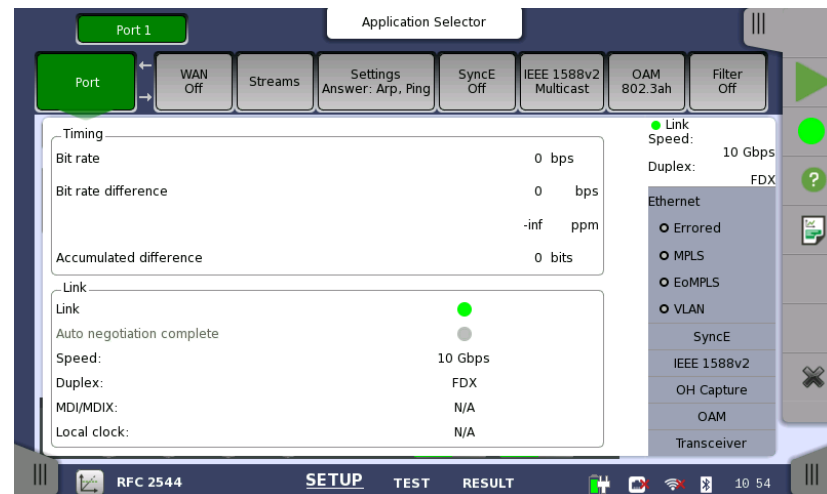 Port 1
Application Selector
Port
WAN
Off
Streams
Settings
Answer: Arp, Ping
SyncE
Off
IEEE 1588v2
Multicast
OAM
802.3ah
Filter
Off
Timing
Bit rate 0 bps
Bit rate difference 0 bps
-inf ppm
Accumulated difference 0 bits
Link
Link
Auto negotiation complete
Speed: 10 Gbps
Duplex: FDX
MDI/MDIX: N/A
Local clock: N/A
Link
Speed:
10 Gbps
Duplex:
FDX
Ethernet
Errored
MPLS
EoMPLS
VLAN
SyncE
IEEE 1588v2
OH Capture
OAM
Transceiver
RFC 2544 SETUP TEST RESULT 10 54